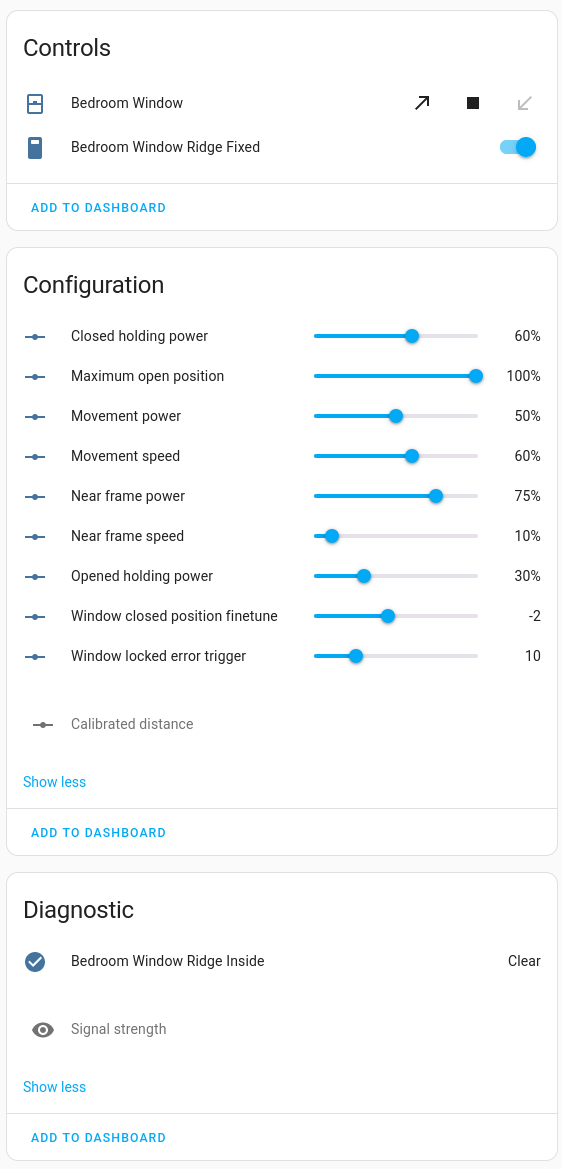 Controls
Bedroom Window
Bedroom Window Ridge Fixed
ADD TO DASHBOARD
Configuration
Closed holding power 60%
Maximum open position 100%
Movement power 50%
Movement speed 60%
Near frame power 75%
Near frame speed 10%
Opened holding power 30%
Window closed position finetune -2
Window locked error trigger 10
Calibrated distance
Show less
ADD TO DASHBOARD
Diagnostic
Bedroom Window Ridge Inside Clear
Signal strength
Show less
ADD TO DASHBOARD